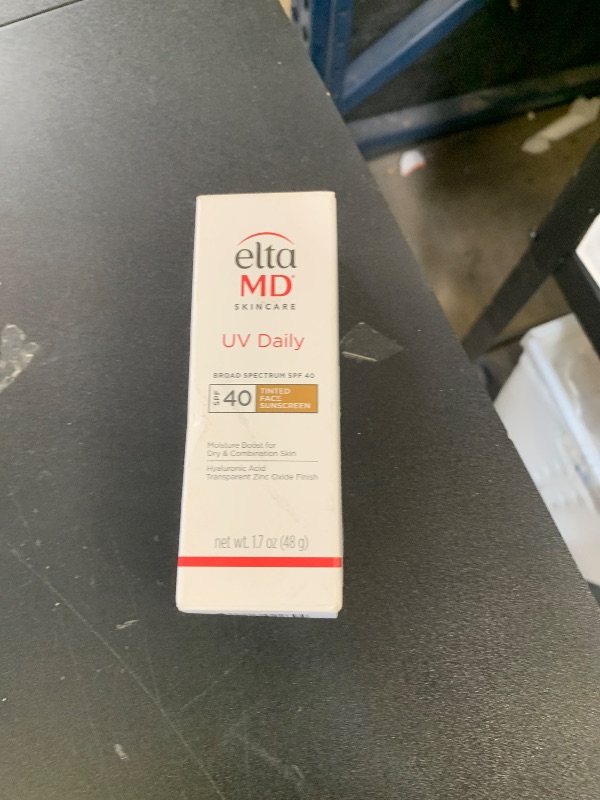 elta
MD
SKINCARE
UV Daily
BROAD SPECTRUM SPF 40
SPF 40
TINTED
FACE
SUNSCREEN
Moisture Boost for
Dry & Combination Skin
Hyaluronic Acid
Transparent Zinc Oxide Finish
net wt. 1.7 oz (48 g)